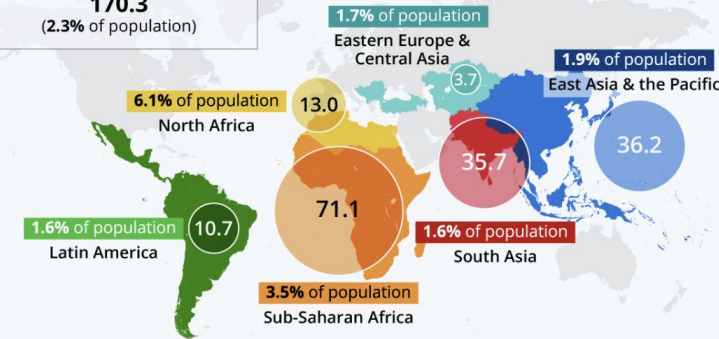 170.3
(2.3% of population)
1.7% of population
Eastern Europe &
Central Asia
3.7
1.9% of population
East Asia & the Pacific
36.2
6.1% of population
North Africa
13.0
35.7
71.1
1.6% of population
Latin America
10.7
1.6% of population
South Asia
3.5% of population
Sub-Saharan Africa